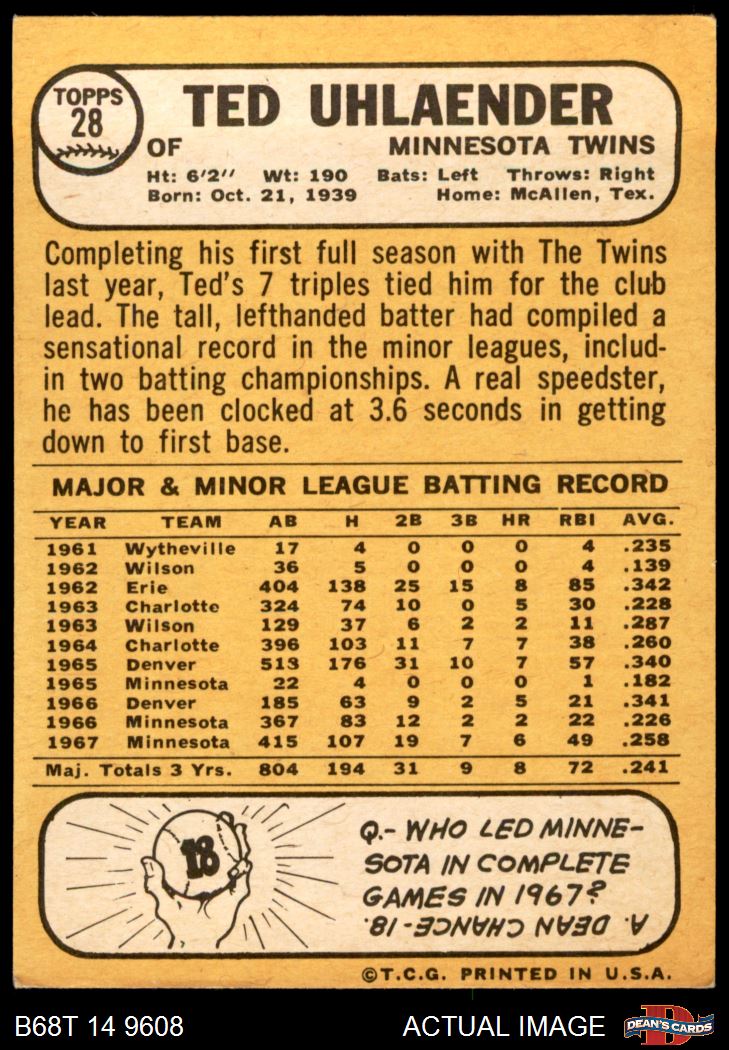 TOPPS
28
TED UHLAENDER
OF MINNESOTA TWINS
Ht: 6'2'' Wt: 190 Bats: Left Throws: Right
Born: Oct. 21, 1939 Home: McAllen, Tex.
Completing his first full season with The Twins
last year, Ted's 7 triples tied him for the club
lead. The tall, lefthanded batter had compiled a
sensational record in the minor leagues, includ-
in two batting championships. A real speedster,
he has been clocked at 3.6 seconds in getting
down to first base.
MAJOR & MINOR LEAGUE BATTING RECORD
YEAR TEAM AB H 2B 3B HR RBI AVG.
1961 Wytheville 17 4 0 0 0 4 .235
1962 Wilson 36 5 0 0 0 4 .139
1962 Erie 404 138 25 15 8 85 .342
1963 Charlotte 324 74 10 0 5 30 .228
1963 Wilson 129 37 6 2 2 11 .287
1964 Charlotte 396 103 11 7 7 38 .260
1965 Denver 513 176 31 10 7 57 .340
1965 Minnesota 22 4 0 0 0 1 .182
1966 Denver 185 63 9 2 5 21 .341
1966 Minnesota 367 83 12 2 2 22 .226
1967 Minnesota 415 107 19 7 6 49 .258
Maj. Totals 3 Yrs. 804 194 31 9 8 72 .241
18
Q.- WHO LED MINNE-
SOTA IN COMPLETE
GAMES IN 1967?
A. DEAN CHANCE-18.
©T.C.G. PRINTED IN U.S.A.
B68T 14 9608 ACTUAL IMAGE
D
DEAN'S CARDS